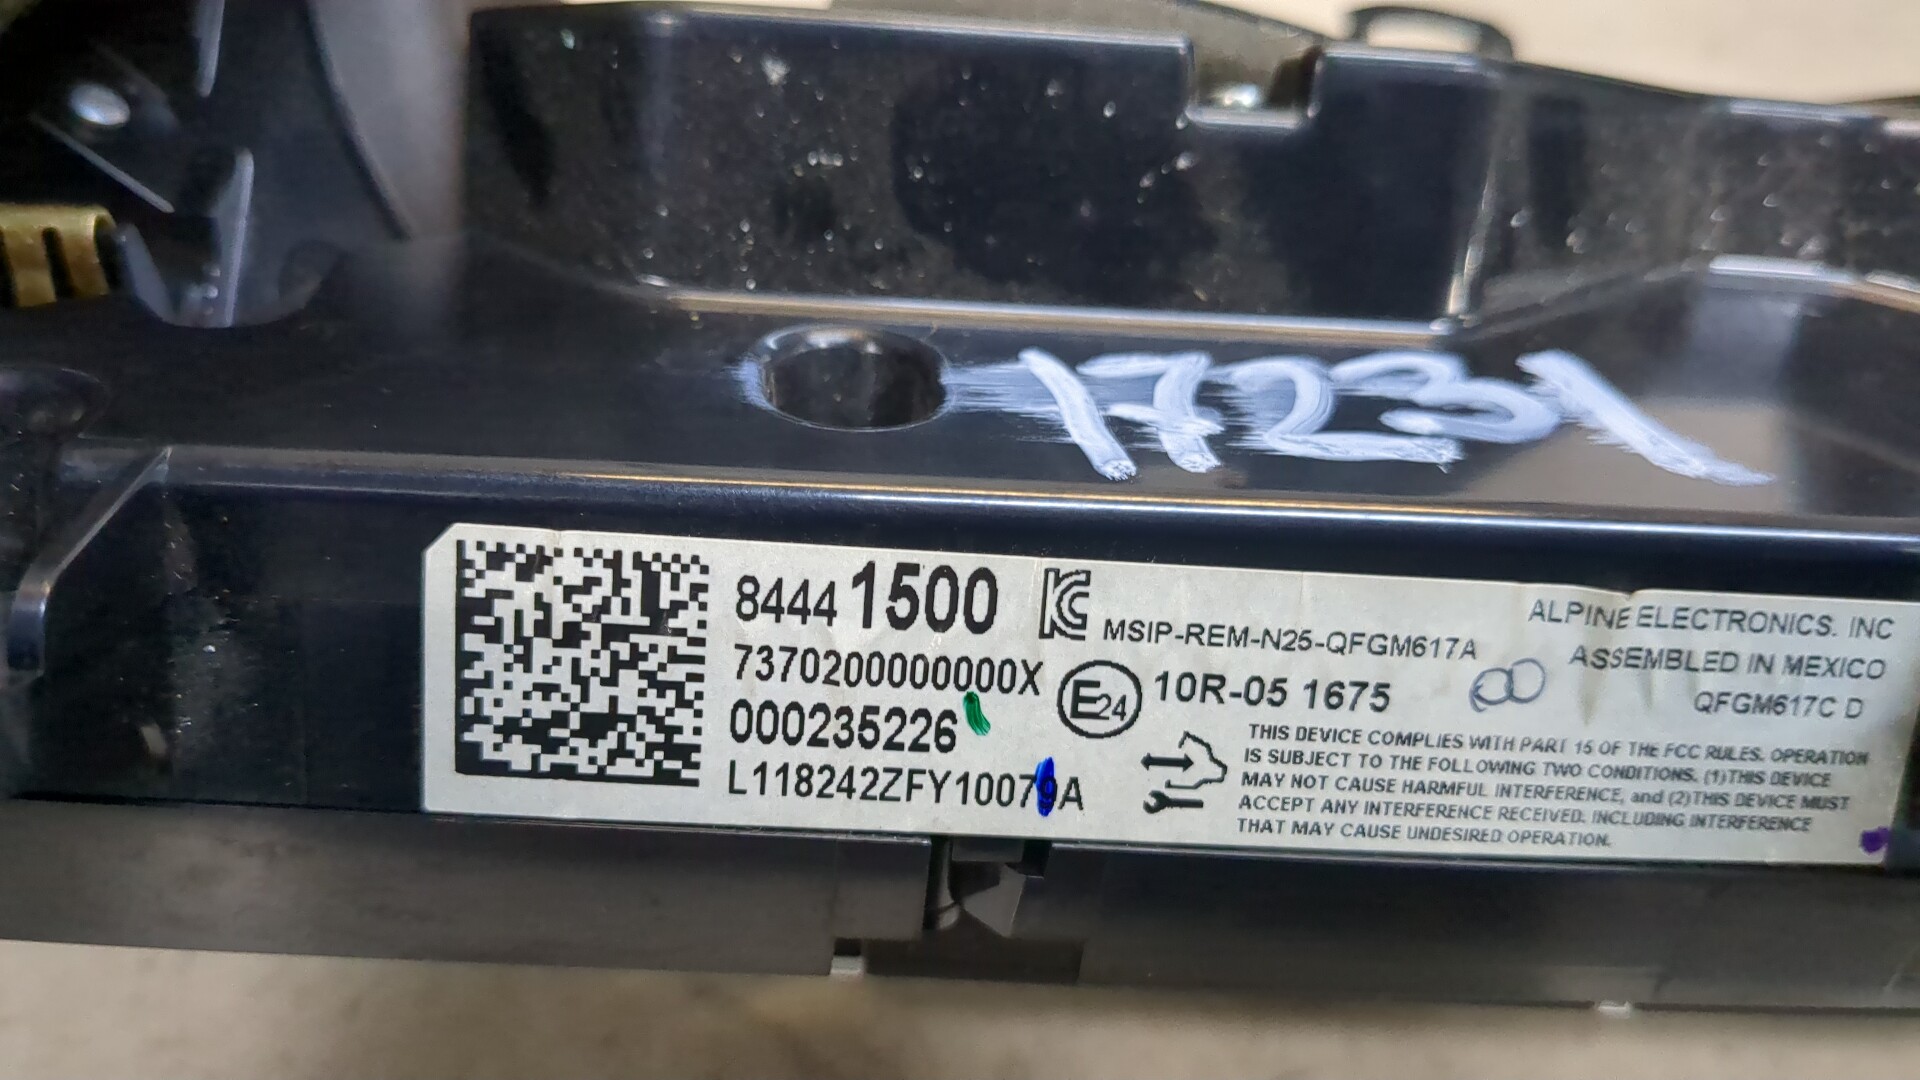 17231
84441500
7370200000000X
000235226
L118242ZFY10079A
MSIP-REM-N25-QFGM617A
E24 10R-05 1675
ALPINE ELECTRONICS. INC
ASSEMBLED IN MEXICO
QFGM617C D
THIS DEVICE COMPLIES WITH PART 15 OF THE FCC RULES. OPERATION
IS SUBJECT TO THE FOLLOWING TWO CONDITIONS. (1)THIS DEVICE
MAY NOT CAUSE HARMFUL INTERFERENCE, and (2)THIS DEVICE MUST
ACCEPT ANY INTERFERENCE RECEIVED. INCLUDING INTERFERENCE
THAT MAY CAUSE UNDESIRED OPERATION.